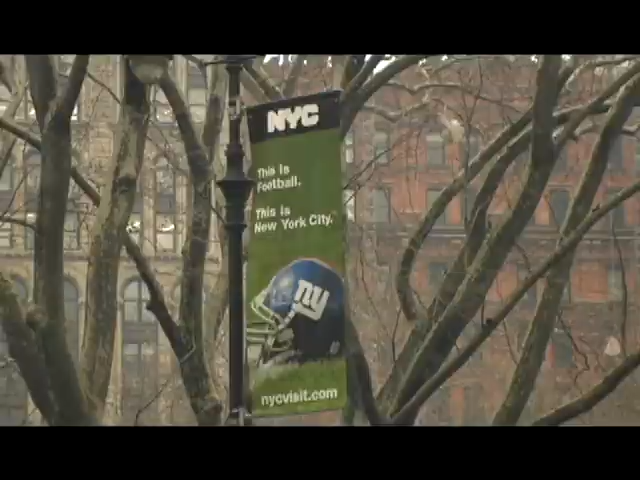 NYC
This is
Football.
This is
New York City.
ny
nycvisit.com